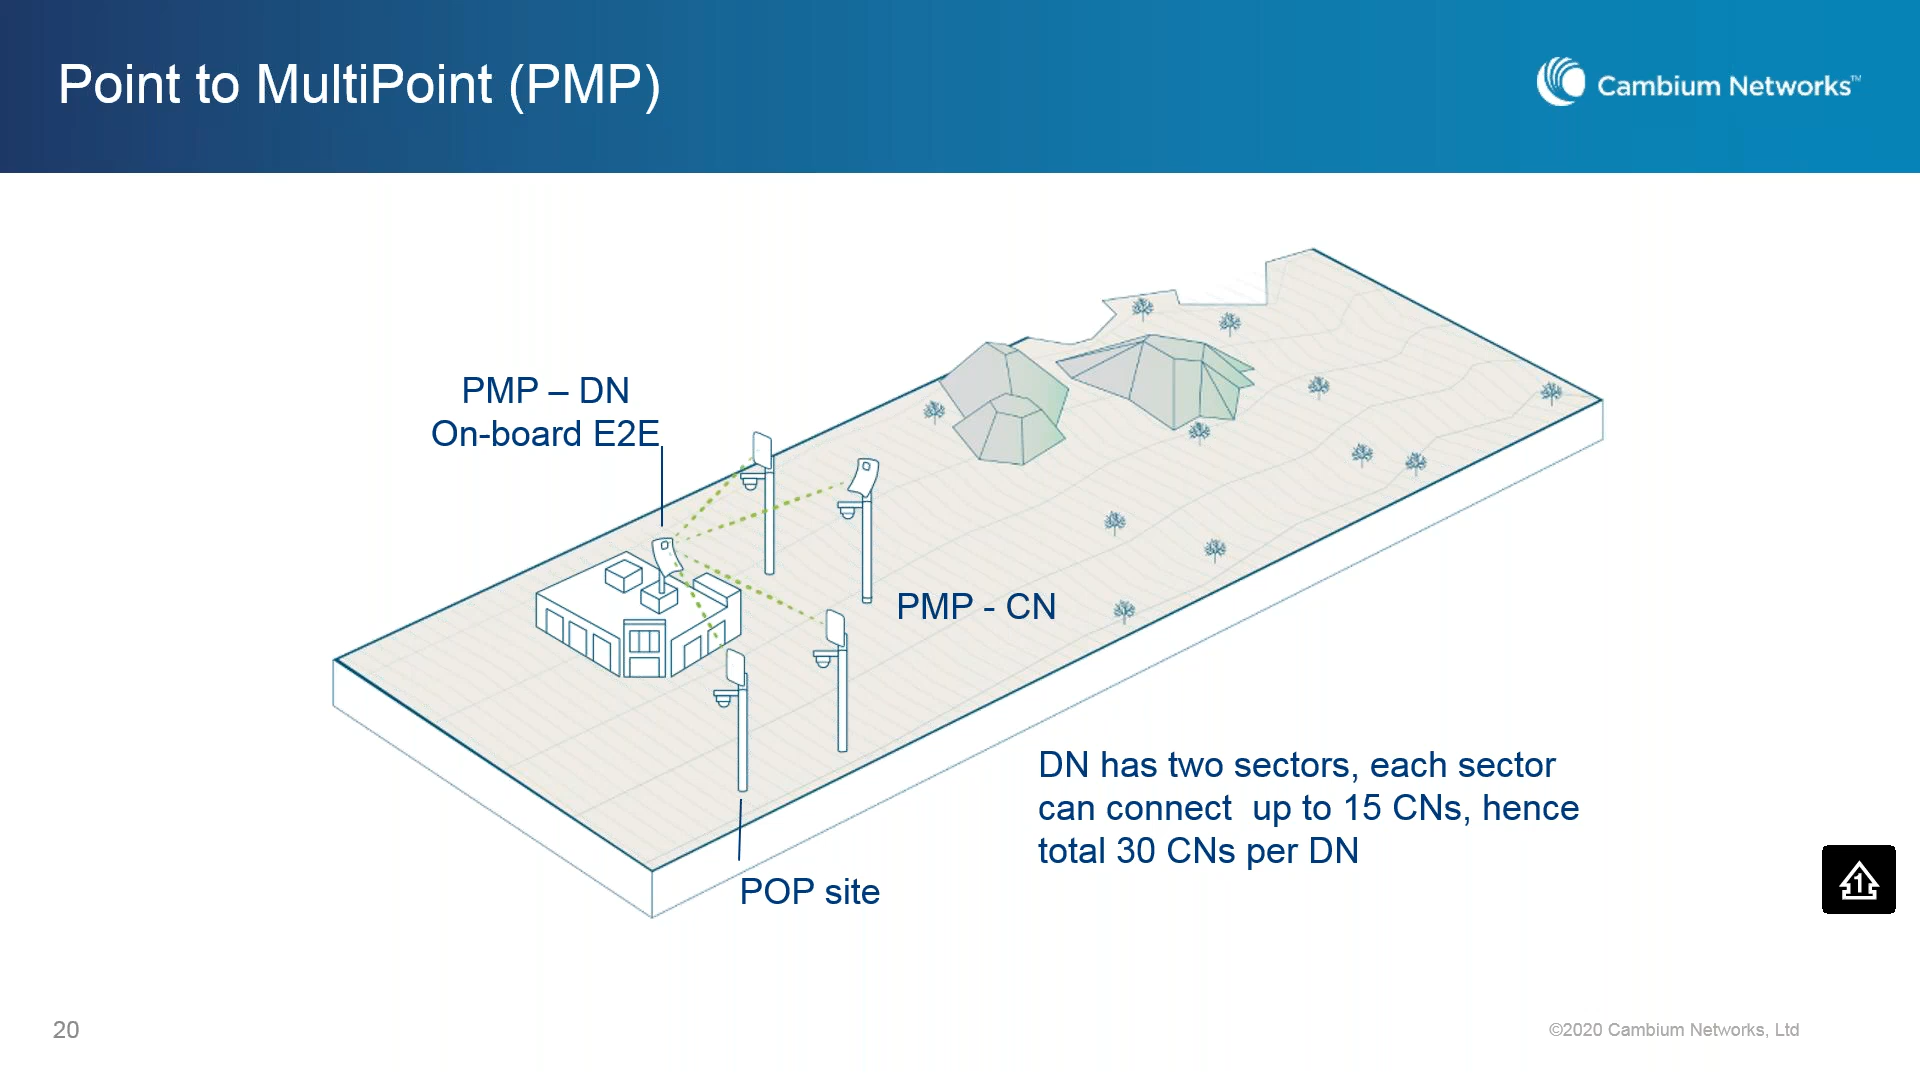 Point to MultiPoint (PMP)
Cambium Networks™
PMP – DN
On-board E2E
PMP - CN
DN has two sectors, each sector
can connect  up to 15 CNs, hence
total 30 CNs per DN
POP site
1
20
©2020 Cambium Networks, Ltd